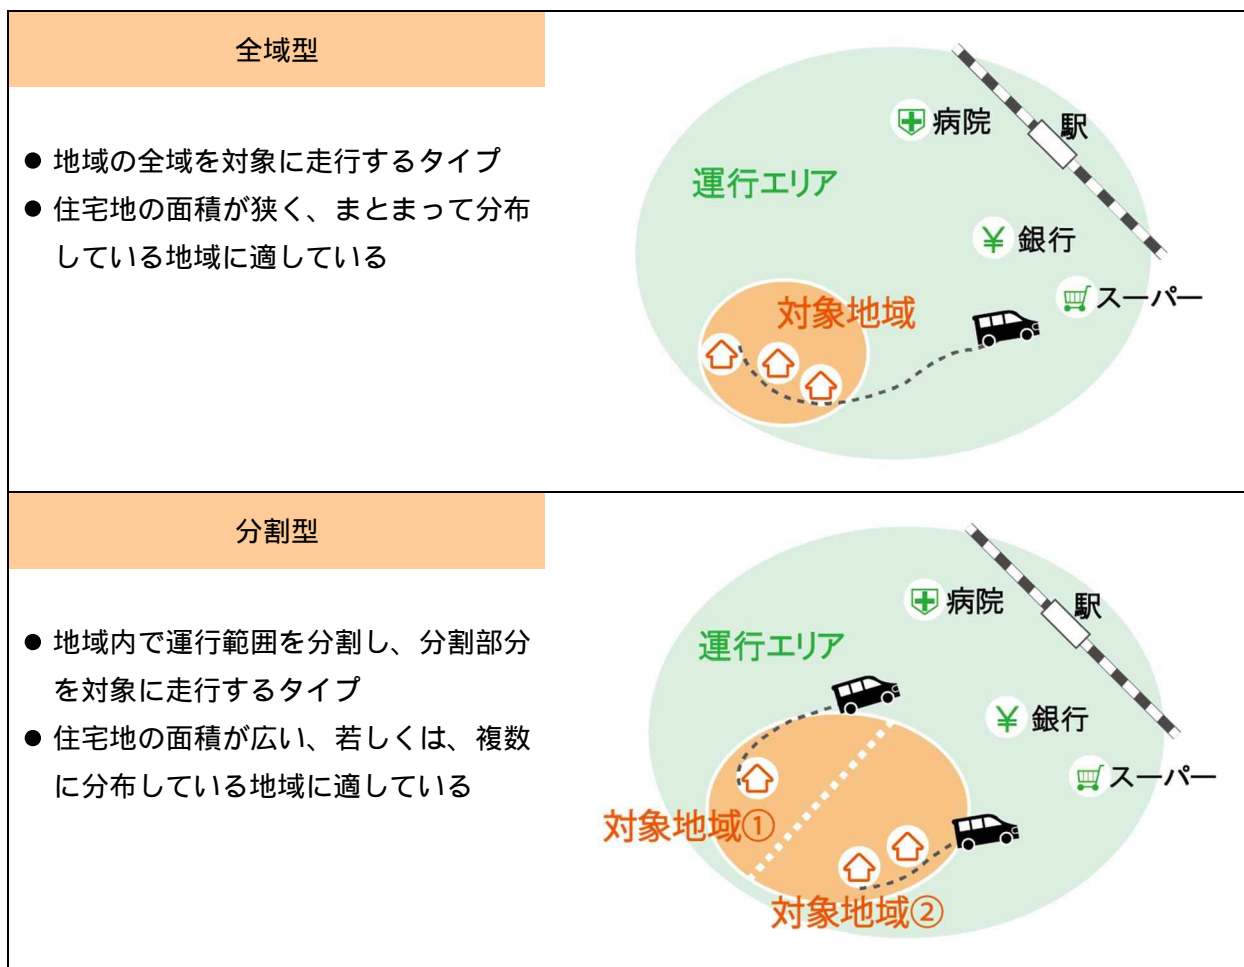 全域型
● 地域の全域を対象に走行するタイプ
● 住宅地の面積が狭く、まとまって分布
している地域に適している
病院
駅
運行エリア
¥ 銀行
スーパー
対象地域
分割型
● 地域内で運行範囲を分割し、分割部分
を対象に走行するタイプ
● 住宅地の面積が広い、若しくは、複数
に分布している地域に適している
病院
駅
運行エリア
¥ 銀行
スーパー
対象地域①
対象地域②